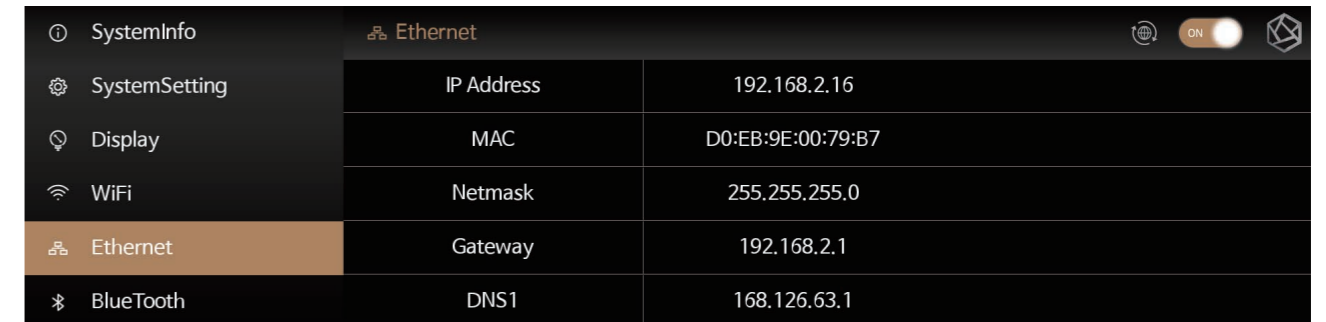 SystemInfo
Ethernet
ON
SystemSetting
IP Address 192.168.2.16
Display
MAC D0:EB:9E:00:79:B7
WiFi
Netmask 255.255.255.0
Ethernet
Gateway 192.168.2.1
BlueTooth
DNS1 168.126.63.1